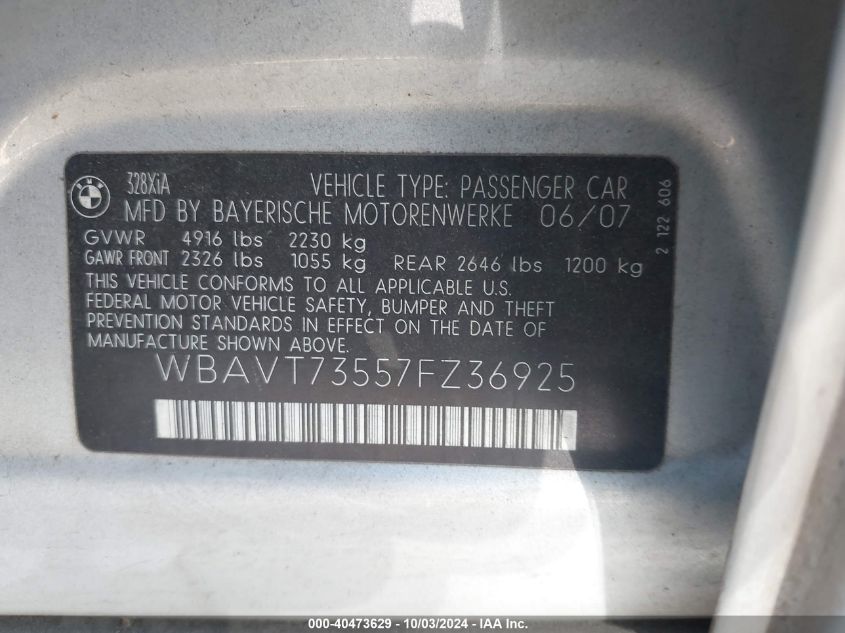 BMW
328XiA
VEHICLE TYPE: PASSENGER CAR
MFD BY BAYERISCHE MOTORENWERKE 06/07
GVWR 4916 lbs 2230 kg
GAWR FRONT 2326 lbs 1055 kg REAR 2646 lbs 1200 kg
THIS VEHICLE CONFORMS TO ALL APPLICABLE U.S.
FEDERAL MOTOR VEHICLE SAFETY, BUMPER AND THEFT
PREVENTION STANDARDS IN EFFECT ON THE DATE OF
MANUFACTURE SHOWN ABOVE.
WBAVT73557FZ36925
2 122 606
000-40473629 - 10/03/2024 - IAA Inc.